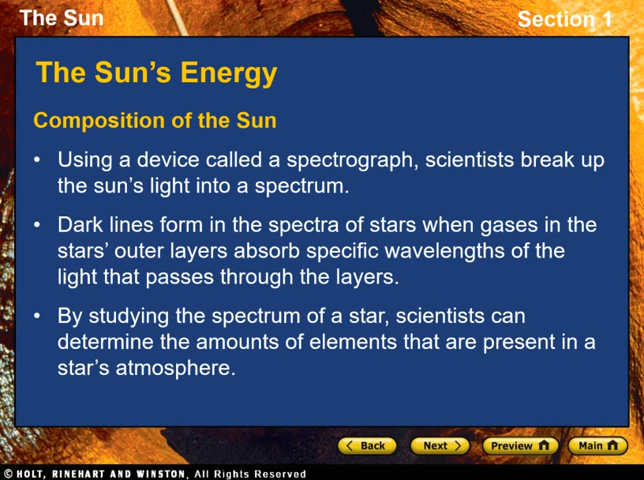 The Sun
Section 1
The Sun’s Energy
Composition of the Sun
• Using a device called a spectrograph, scientists break up
the sun’s light into a spectrum.
• Dark lines form in the spectra of stars when gases in the
stars’ outer layers absorb specific wavelengths of the
light that passes through the layers.
• By studying the spectrum of a star, scientists can
determine the amounts of elements that are present in a
star’s atmosphere.
< Back
Next >
Preview
Main
© HOLT, RINEHART AND WINSTON, All Rights Reserved